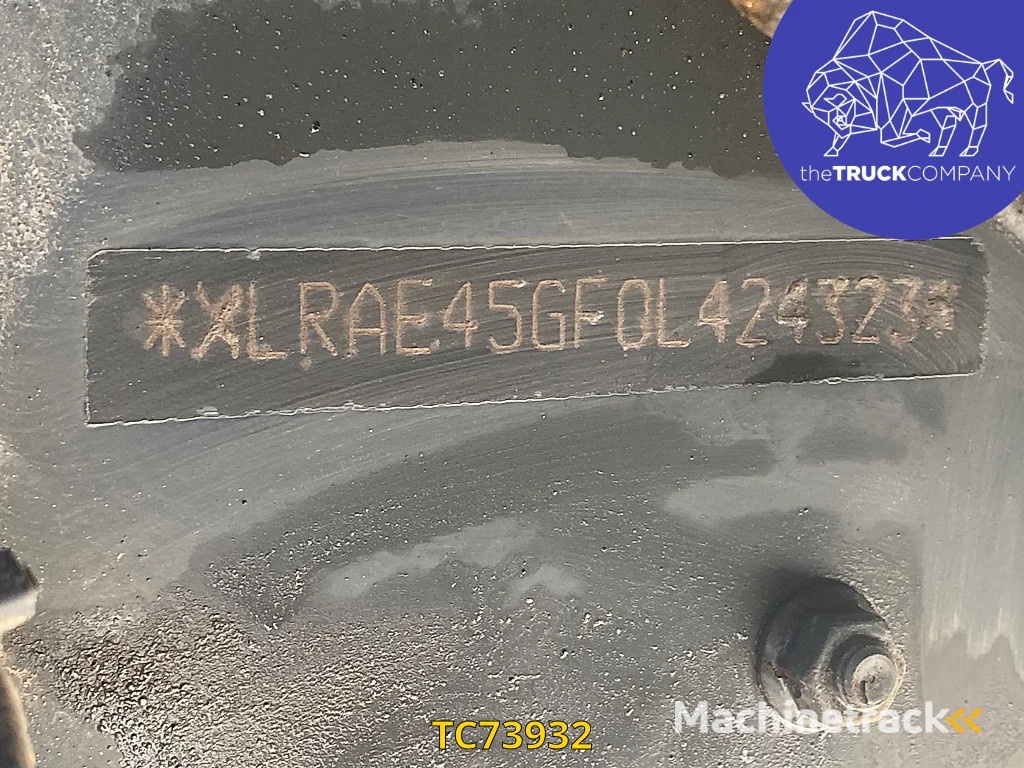 theTRUCKCOMPANY
*XLRAE45GF0L424323*
Machinetrack
TC73932